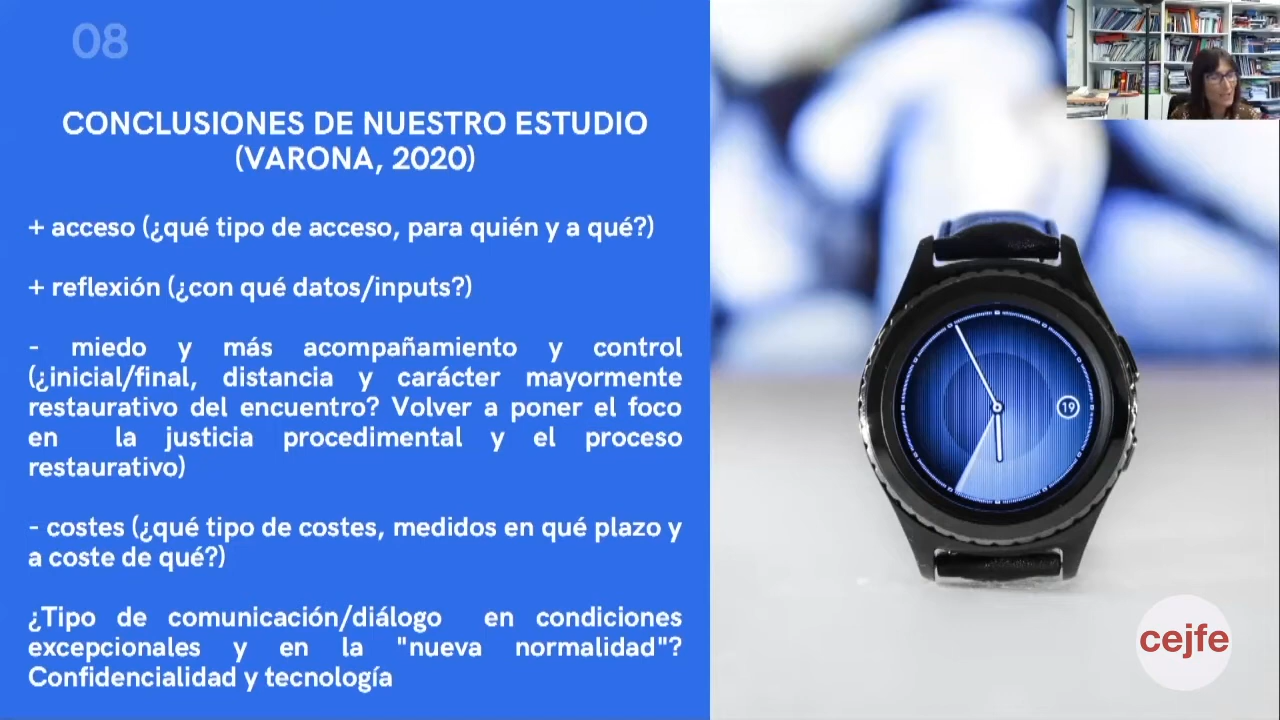 08
CONCLUSIONES DE NUESTRO ESTUDIO
(VARONA, 2020)
+ acceso (¿qué tipo de acceso, para quién y a qué?)
+ reflexión (¿con qué datos/inputs?)
- miedo y más acompañamiento y control
(¿inicial/final, distancia y carácter mayormente
restaurativo del encuentro? Volver a poner el foco
en la justicia procedimental y el proceso
restaurativo)
- costes (¿qué tipo de costes, medidos en qué plazo y
a coste de qué?)
¿Tipo de comunicación/diálogo en condiciones
excepcionales y en la "nueva normalidad"?
Confidencialidad y tecnología
19
cejfe